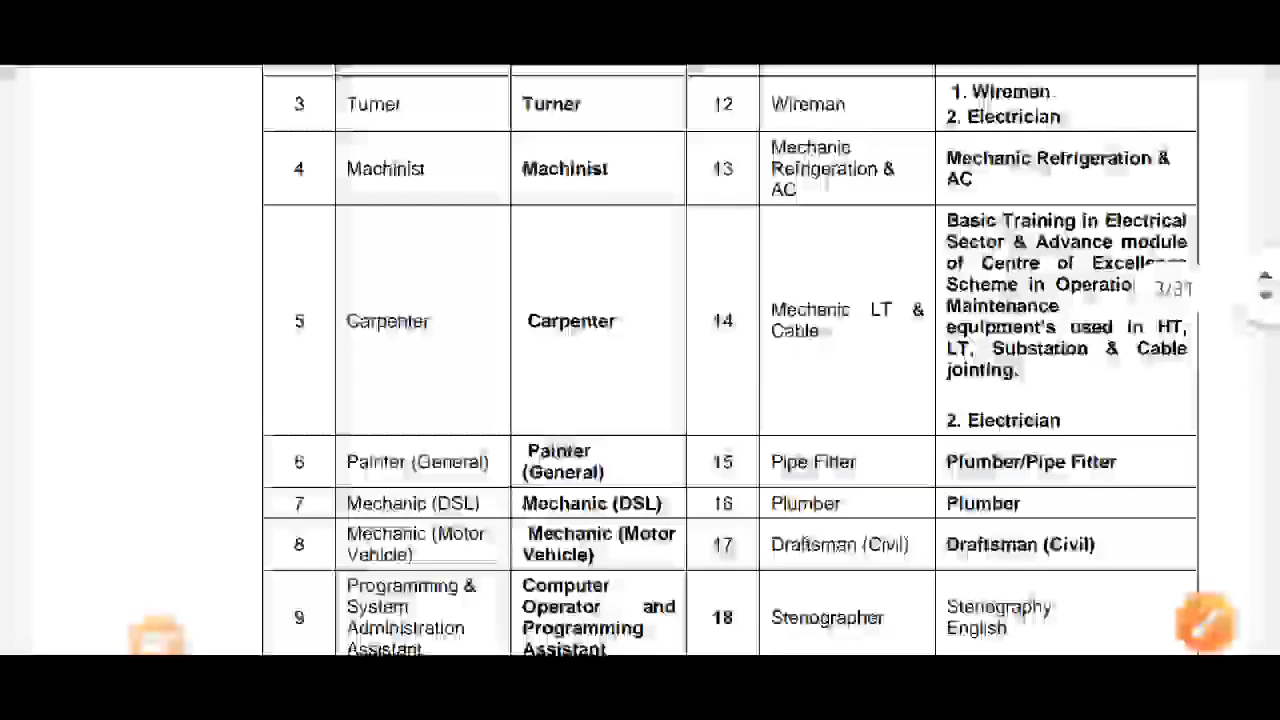 3 Turner Turner 12 Wireman 1. Wireman
2. Electrician
4 Machinist Machinist 13 Mechanic Refrigeration & AC Mechanic Refrigeration &
AC
5 Carpenter Carpenter 14 Mechanic LT &
Cable
Basic Training in Electrical
Sector & Advance module
of Centre of
Scheme in
Maintenance
equipment's used in HT,
LT, Substation & Cable
jointing.
2. Electrician
3/31
6 Painter (General) Painter
(General)
15 Pipe Fitter Plumber/Pipe Fitter
7 Mechanic (DSL) Mechanic (DSL) 16 Plumber Plumber
8 Mechanic (Motor
Vehicle)
Mechanic (Motor
Vehicle)
17 Draftsman (Civil) Draftsman (Civil)
9 Programming &
System
Administration
Assistant
Computer
Operator and
Programming
Assistant
18 Stenographer Stenography
English